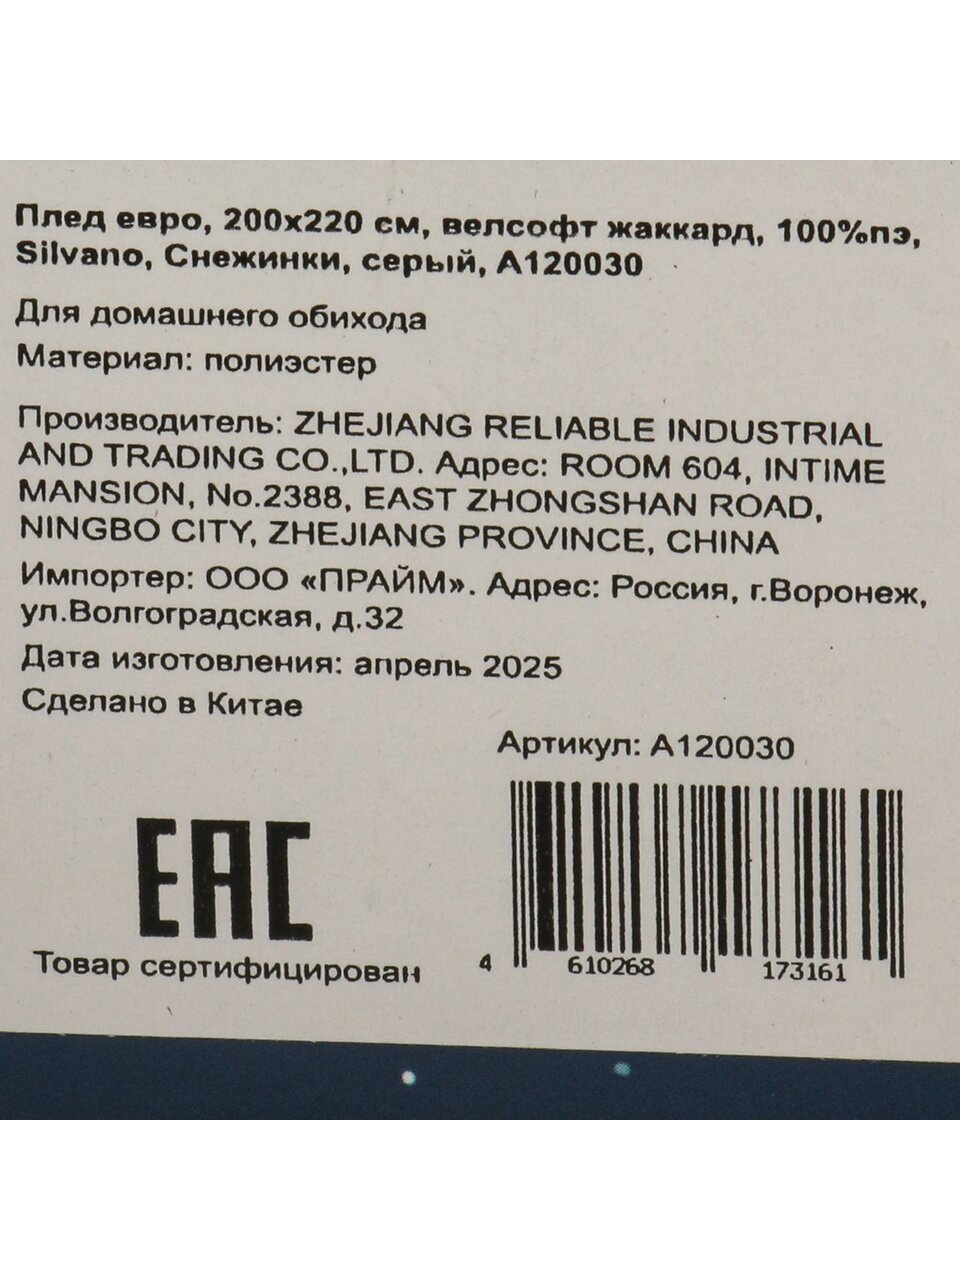 Плед евро, 200х220 см, велсофт жаккард, 100%пэ,
Silvano, Снежинки, серый, А120030
Для домашнего обихода
Материал: полиэстер
Производитель: ZHEJIANG RELIABLE INDUSTRIAL
AND TRADING CO.,LTD. Адрес: ROOM 604, INTIME
MANSION, No.2388, EAST ZHONGSHAN ROAD,
NINGBO CITY, ZHEJIANG PROVINCE, CHINA
Импортер: ООО «ПРАЙМ». Адрес: Россия, г.Воронеж,
ул.Волгоградская, д.32
Дата изготовления: апрель 2025
Сделано в Китае
Артикул: А120030
ЕАС
Товар сертифицирован
4 610268 173161